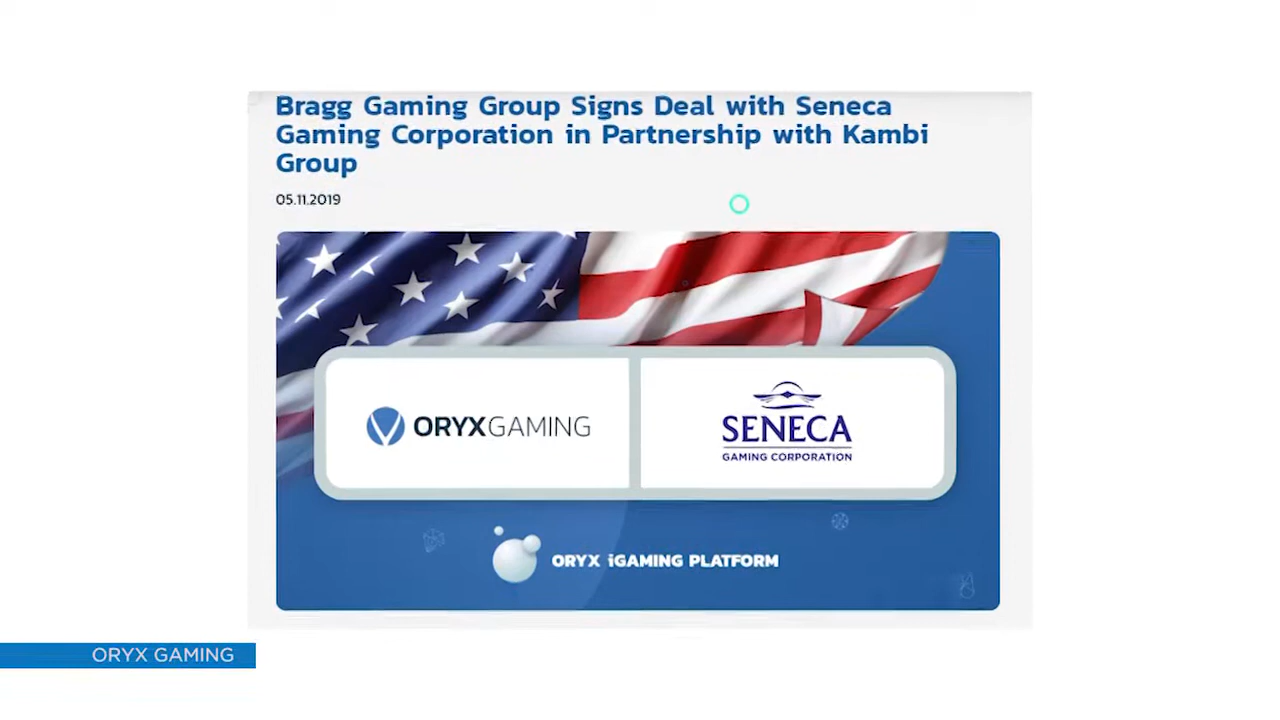 Bragg Gaming Group Signs Deal with Seneca
Gaming Corporation in Partnership with Kambi
Group
05.11.2019
ORYXGAMING
SENECA
GAMING CORPORATION
ORYX iGAMING PLATFORM
ORYX GAMING